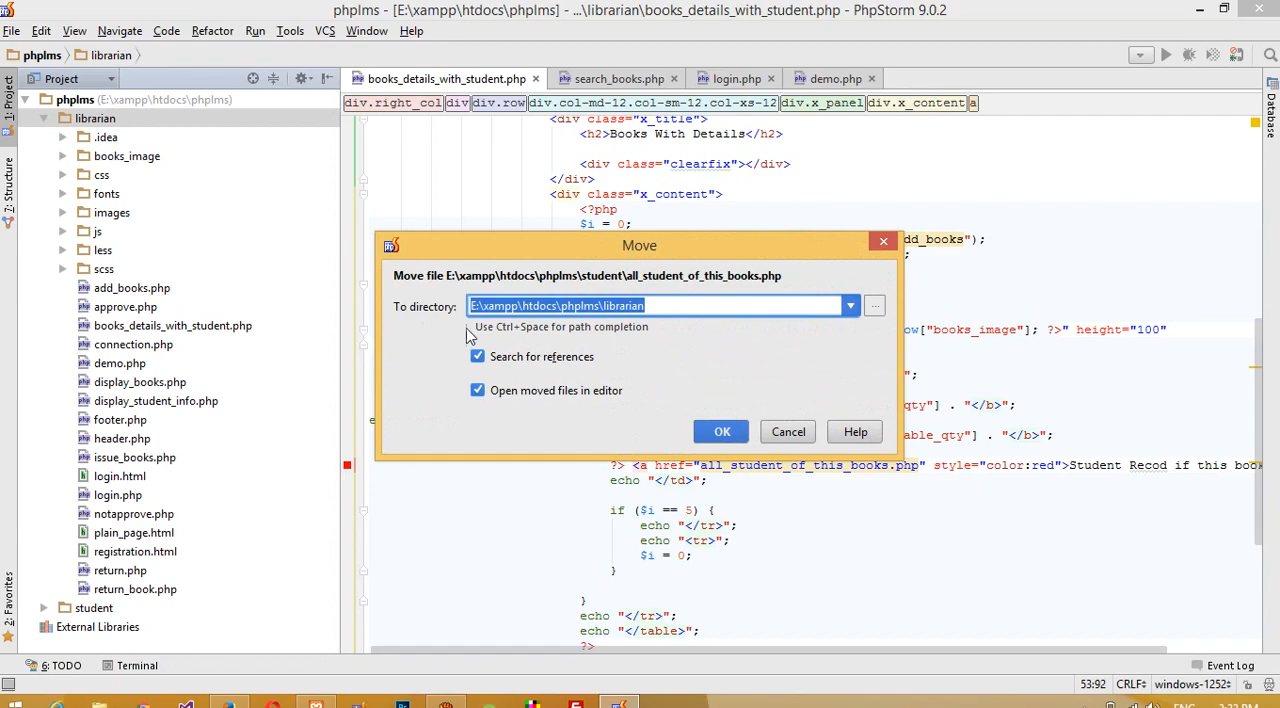 phplms - [E:\xampp\htdocs\phplms] - ...\librarian\books_details_with_student.php - PhpStorm 9.0.2
File Edit View Navigate Code Refactor Run Tools VCS Window Help
phplms librarian
Project
books_details_with_student.php search_books.php login.php demo.php
phplms (E:\xampp\htdocs\phplms)
div.right_col div div.row div.col-md-12.col-sm-12.col-xs-12 div.x_panel div.x_content a
librarian
.idea
books_image
css
fonts
images
js
less
scss
add_books.php
approve.php
books_details_with_student.php
connection.php
demo.php
display_books.php
display_student_info.php
footer.php
header.php
issue_books.php
login.html
login.php
notapprove.php
plain_page.html
registration.html
return.php
return_book.php
student
External Libraries
1: Project
7: Structure
2: Favorites
Database
<div class="x_title">
<h2>Books With Details</h2>
<div class="clearfix"></div>
</div>
<div class="x_content">
<?php
$i = 0;
dd_books");
;
Move
Move file E:\xampp\htdocs\phplms\student\all_student_of_this_books.php
To directory: E:\xampp\htdocs\phplms\librarian ...
Use Ctrl+Space for path completion
Search for references
Open moved files in editor
OK Cancel Help
ow["books_image"]; ?>" height="100"
";
qty"] . "</b>";
able_qty"] . "</b>";
?> <a href="all_student_of_this_books.php" style="color:red">Student Recod if this boo
echo "</td>";
if ($i == 5) {
echo "</tr>";
echo "<tr>";
$i = 0;
}
}
echo "</tr>";
echo "</table>";
?>
6: TODO Terminal Event Log
53:92 CRLF windows-1252
ENG